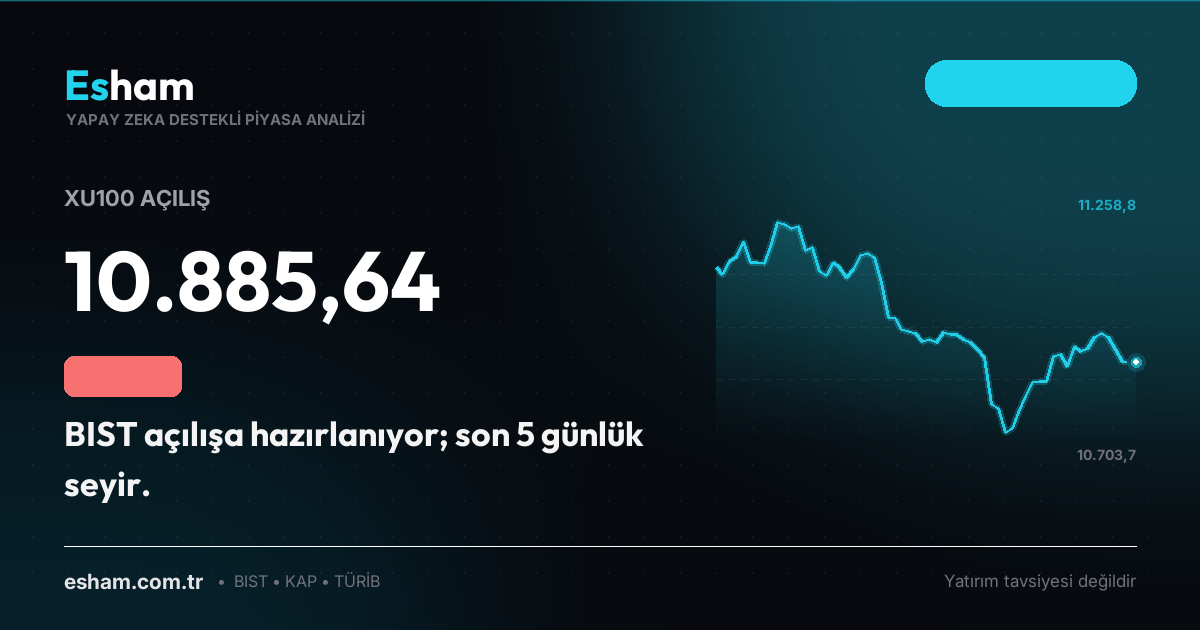 Esham
YAPAY ZEKA DESTEKLİ PİYASA ANALİZİ
XU100 AÇILIŞ
10.885,64
BIST açılışa hazırlanıyor; son 5 günlük
seyir.
11.258,8
10.703,7
esham.com.tr • BIST • KAP • TÜRİB
Yatırım tavsiyesi değildir